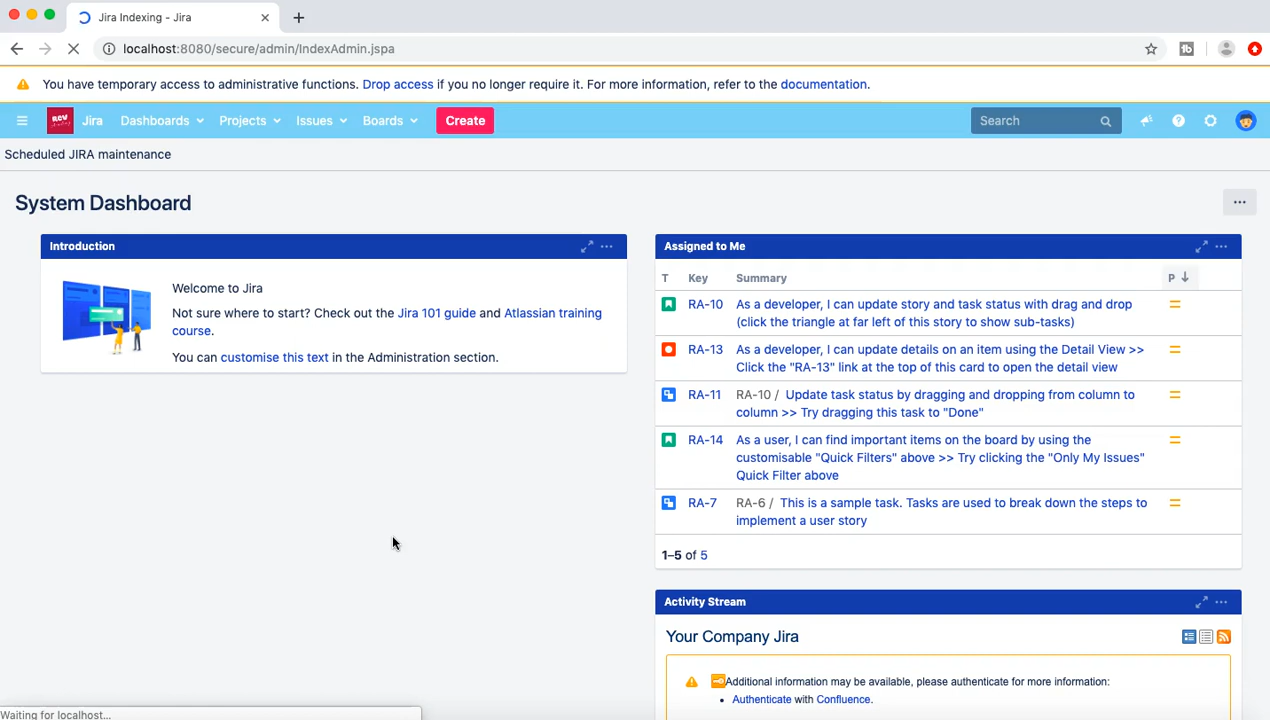 Jira Indexing - Jira
localhost:8080/secure/admin/IndexAdmin.jspa
You have temporary access to administrative functions. Drop access if you no longer require it. For more information, refer to the documentation.
Jira Dashboards Projects Issues Boards Create Search
Scheduled JIRA maintenance
System Dashboard
Introduction
Welcome to Jira
Not sure where to start? Check out the Jira 101 guide and Atlassian training
course.
You can customise this text in the Administration section.
Assigned to Me
T Key Summary P
RA-10 As a developer, I can update story and task status with drag and drop
(click the triangle at far left of this story to show sub-tasks)
RA-13 As a developer, I can update details on an item using the Detail View >>
Click the "RA-13" link at the top of this card to open the detail view
RA-11 RA-10 / Update task status by dragging and dropping from column to
column >> Try dragging this task to "Done"
RA-14 As a user, I can find important items on the board by using the
customisable "Quick Filters" above >> Try clicking the "Only My Issues"
Quick Filter above
RA-7 RA-6 / This is a sample task. Tasks are used to break down the steps to
implement a user story
1–5 of 5
Activity Stream
Your Company Jira
Additional information may be available, please authenticate for more information:
• Authenticate with Confluence.
Waiting for localhost...